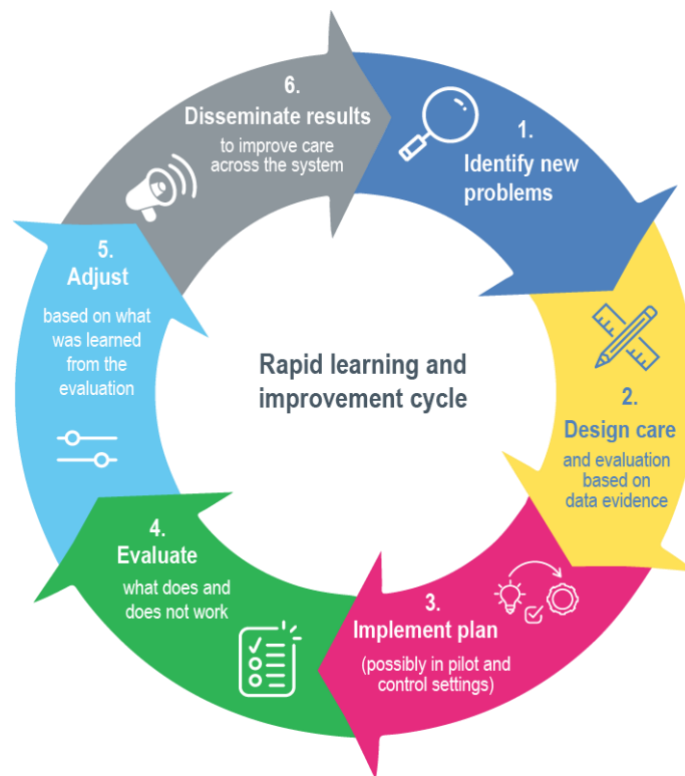 Rapid learning and
improvement cycle
1.
Identify new
problems
2.
Design care
and evaluation
based on
data evidence
3.
Implement plan
(possibly in pilot and
control settings)
4.
Evaluate
what does and
does not work
5.
Adjust
based on what
was learned
from the
evaluation
6.
Disseminate results
to improve care
across the system